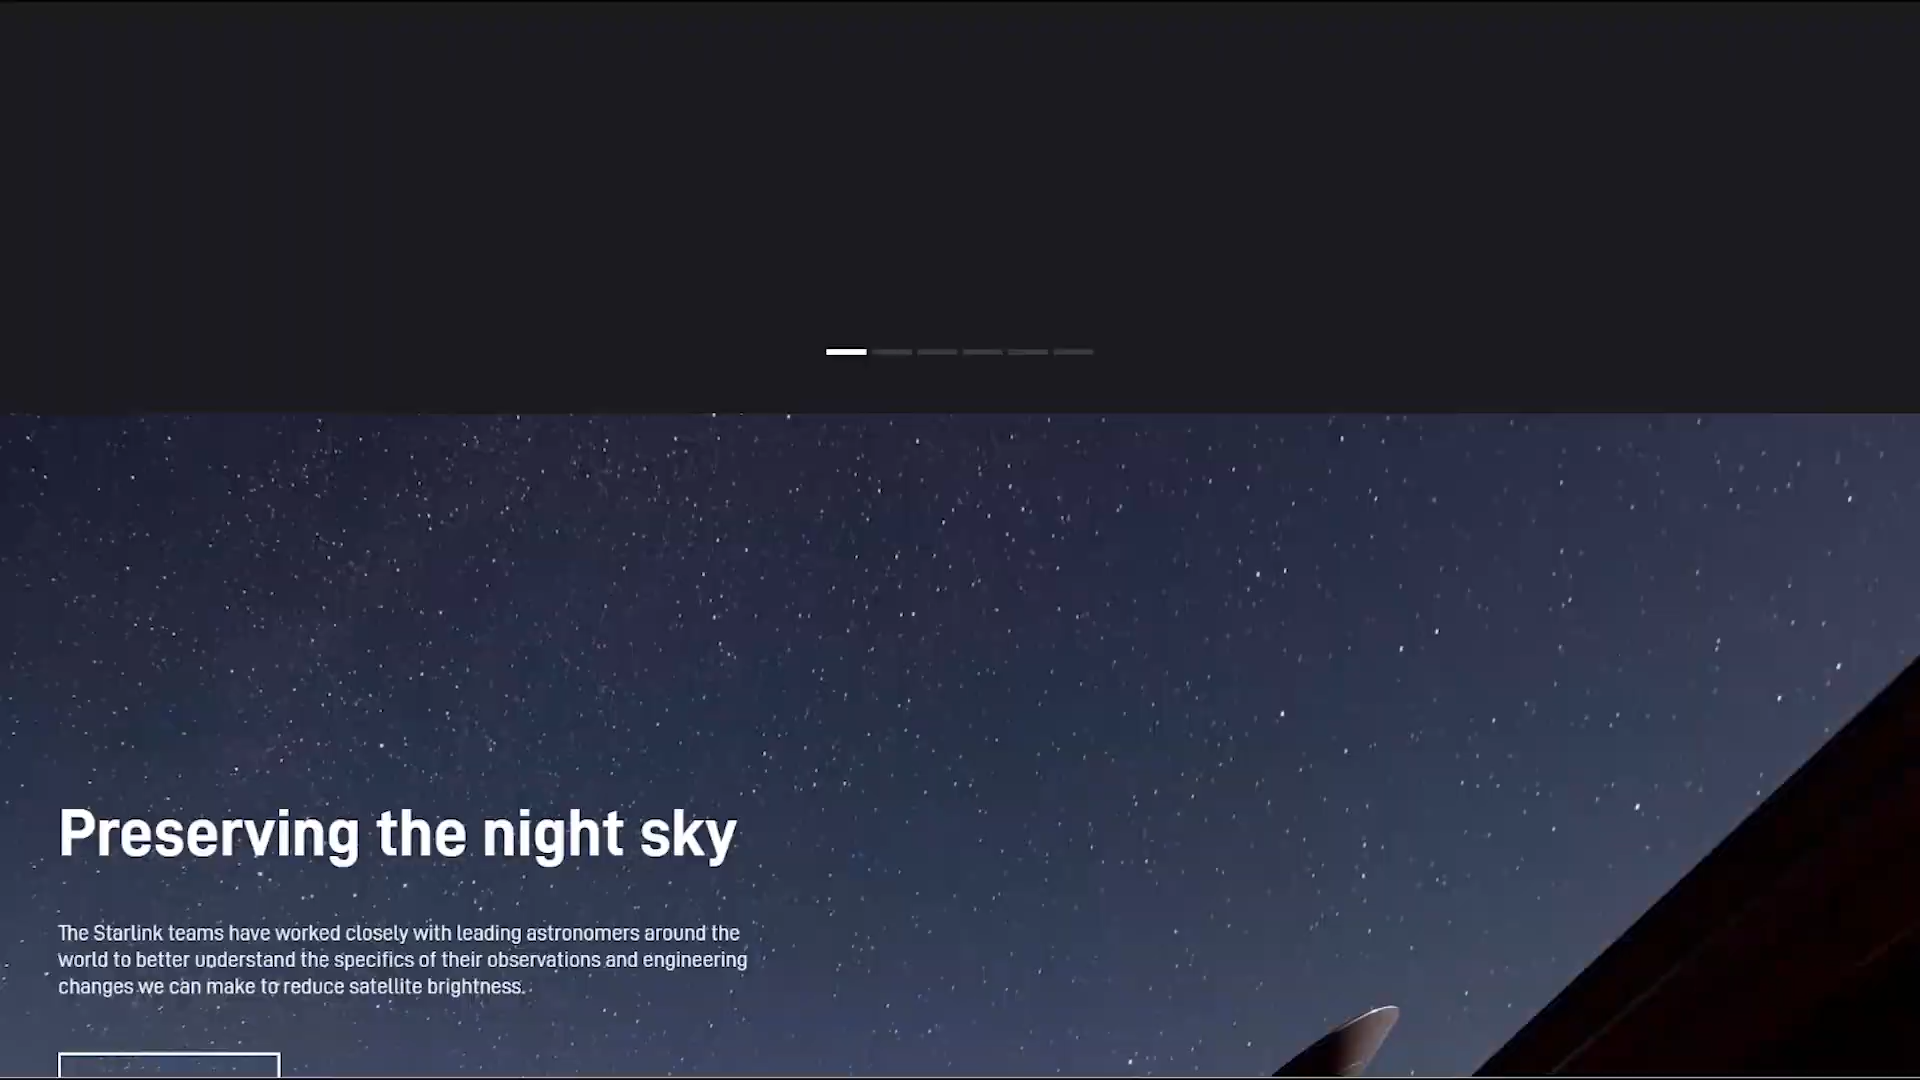 Preserving the night sky
The Starlink teams have worked closely with leading astronomers around the
world to better understand the specifics of their observations and engineering
changes we can make to reduce satellite brightness.